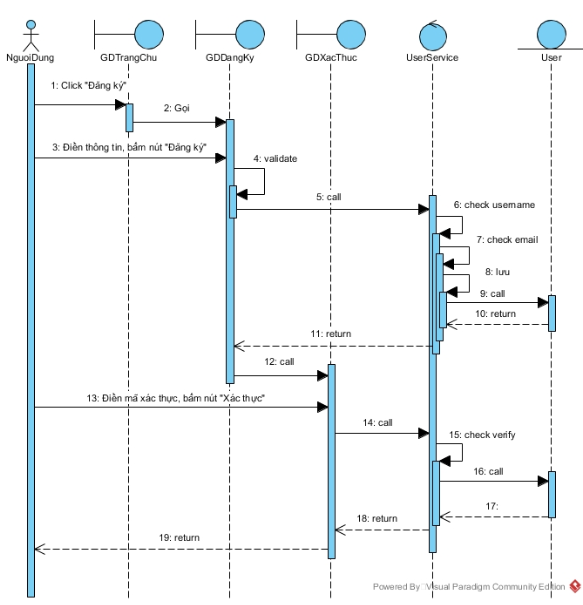 NguoiDung
GDTrangChu
GDDangKy
GDXacThuc
UserService
User
1: Click "Đăng ký"
2: Gọi
3: Điền thông tin, bấm nút "Đăng ký"
4: validate
5: call
6: check username
7: check email
8: lưu
9: call
10: return
11: return
12: call
13: Điền mã xác thực, bấm nút "Xác thực"
14: call
15: check verify
16: call
17:
18: return
19: return
Powered By Visual Paradigm Community Edition